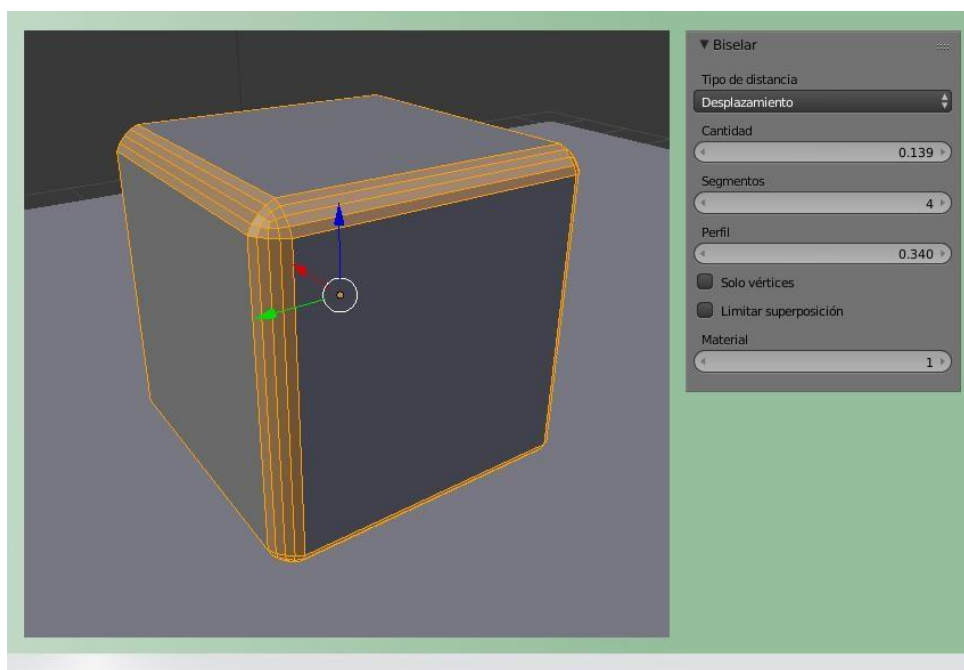 Biselar
Tipo de distancia
Desplazamiento
Cantidad
0.139
Segmentos
4
Perfil
0.340
Solo vértices
Limitar superposición
Material
1